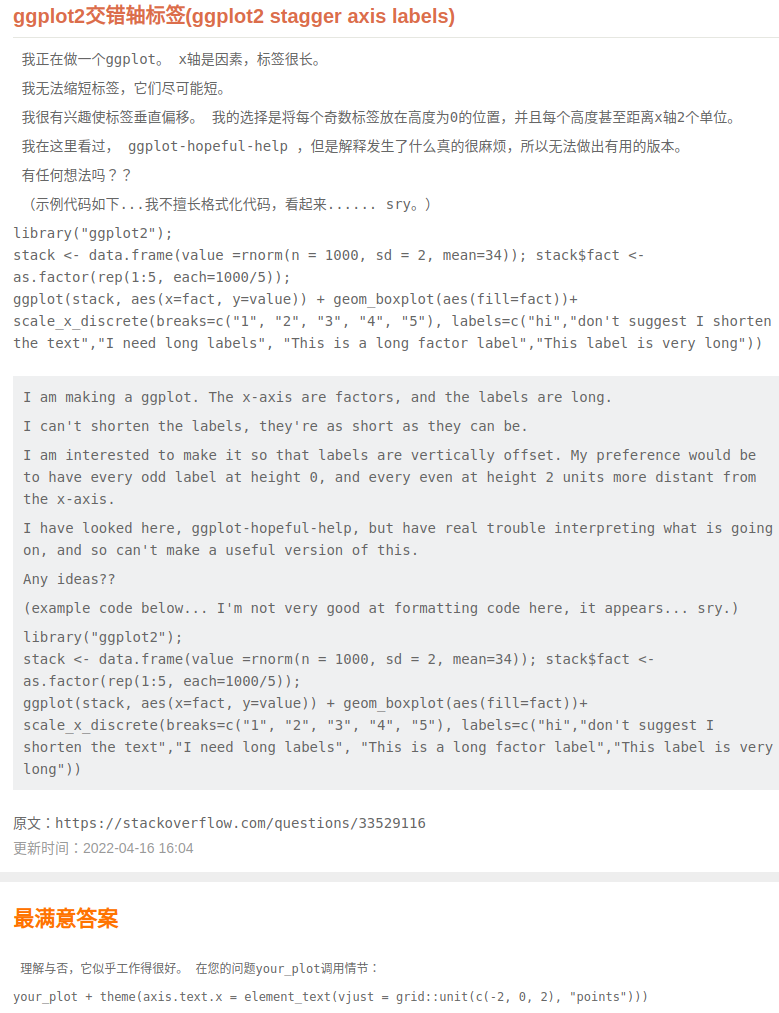 ggplot2交错轴标签(ggplot2 stagger axis labels)
我正在做一个ggplot。 x轴是因素，标签很长。
我无法缩短标签，它们尽可能短。
我很有兴趣使标签垂直偏移。 我的选择是将每个奇数标签放在高度为0的位置，并且每个高度甚至距离x轴2个单位。
我在这里看过， ggplot-hopeful-help ，但是解释发生了什么真的很麻烦，所以无法做出有用的版本。
有任何想法吗？？
（示例代码如下...我不擅长格式化代码，看起来...... sry。）
library("ggplot2");
stack <- data.frame(value =rnorm(n = 1000, sd = 2, mean=34)); stack$fact <-
as.factor(rep(1:5, each=1000/5));
ggplot(stack, aes(x=fact, y=value)) + geom_boxplot(aes(fill=fact))+
scale_x_discrete(breaks=c("1", "2", "3", "4", "5"), labels=c("hi","don't suggest I shorten
the text","I need long labels", "This is a long factor label","This label is very long"))
I am making a ggplot. The x-axis are factors, and the labels are long.
I can't shorten the labels, they're as short as they can be.
I am interested to make it so that labels are vertically offset. My preference would be
to have every odd label at height 0, and every even at height 2 units more distant from
the x-axis.
I have looked here, ggplot-hopeful-help, but have real trouble interpreting what is going
on, and so can't make a useful version of this.
Any ideas??
(example code below... I'm not very good at formatting code here, it appears... sry.)
library("ggplot2");
stack <- data.frame(value =rnorm(n = 1000, sd = 2, mean=34)); stack$fact <-
as.factor(rep(1:5, each=1000/5));
ggplot(stack, aes(x=fact, y=value)) + geom_boxplot(aes(fill=fact))+
scale_x_discrete(breaks=c("1", "2", "3", "4", "5"), labels=c("hi","don't suggest I
shorten the text","I need long labels", "This is a long factor label","This label is very
long"))
原文：https://stackoverflow.com/questions/33529116
更新时间：2022-04-16 16:04
最满意答案
理解与否，它似乎工作得很好。 在您的问题your_plot调用情节：
your_plot + theme(axis.text.x = element_text(vjust = grid::unit(c(-2, 0, 2), "points")))